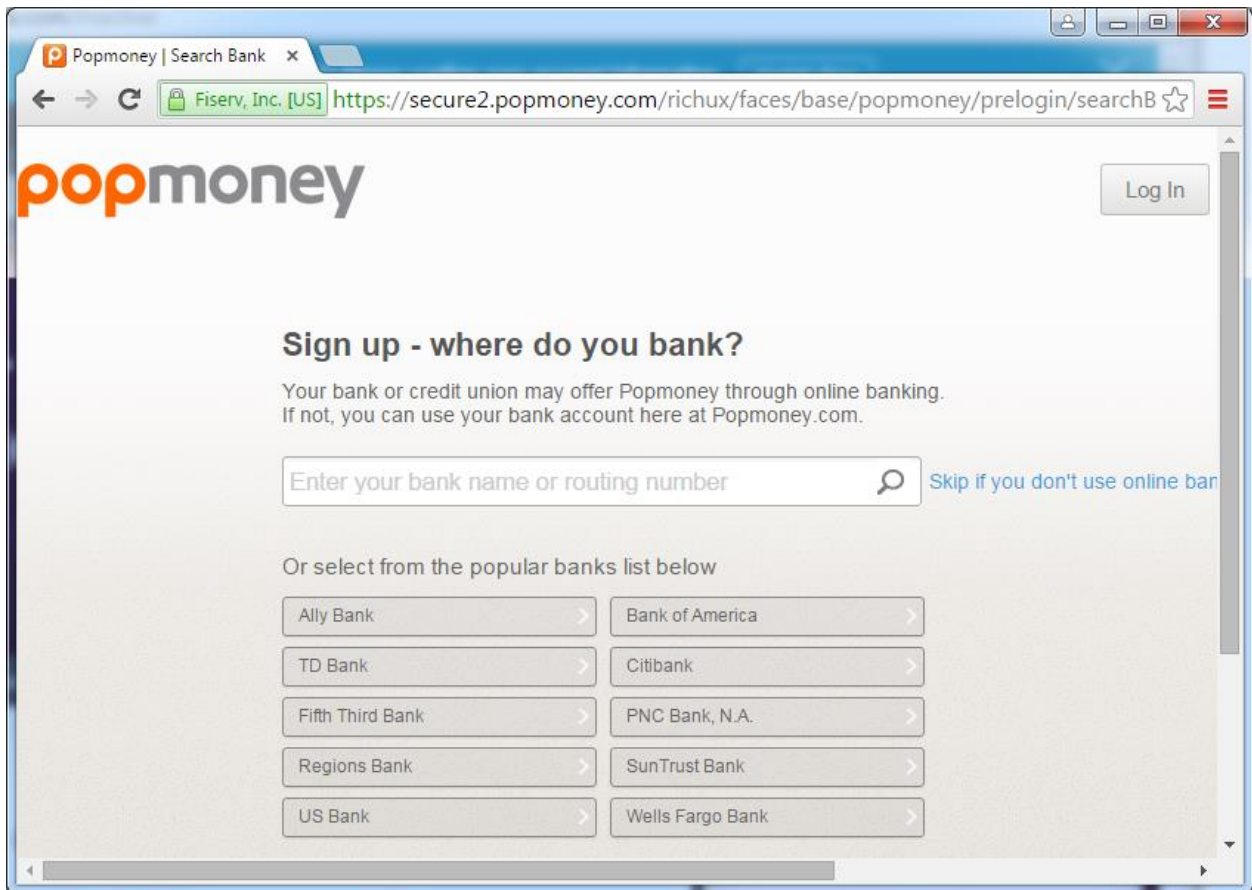 Popmoney | Search Bank
Fiserv, Inc. [US] https://secure2.popmoney.com/richux/faces/base/popmoney/prelogin/searchB
popmoney
Log In
Sign up - where do you bank?
Your bank or credit union may offer Popmoney through online banking.
If not, you can use your bank account here at Popmoney.com.
Enter your bank name or routing number
Skip if you don't use online ban
Or select from the popular banks list below
Ally Bank
Bank of America
TD Bank
Citibank
Fifth Third Bank
PNC Bank, N.A.
Regions Bank
SunTrust Bank
US Bank
Wells Fargo Bank